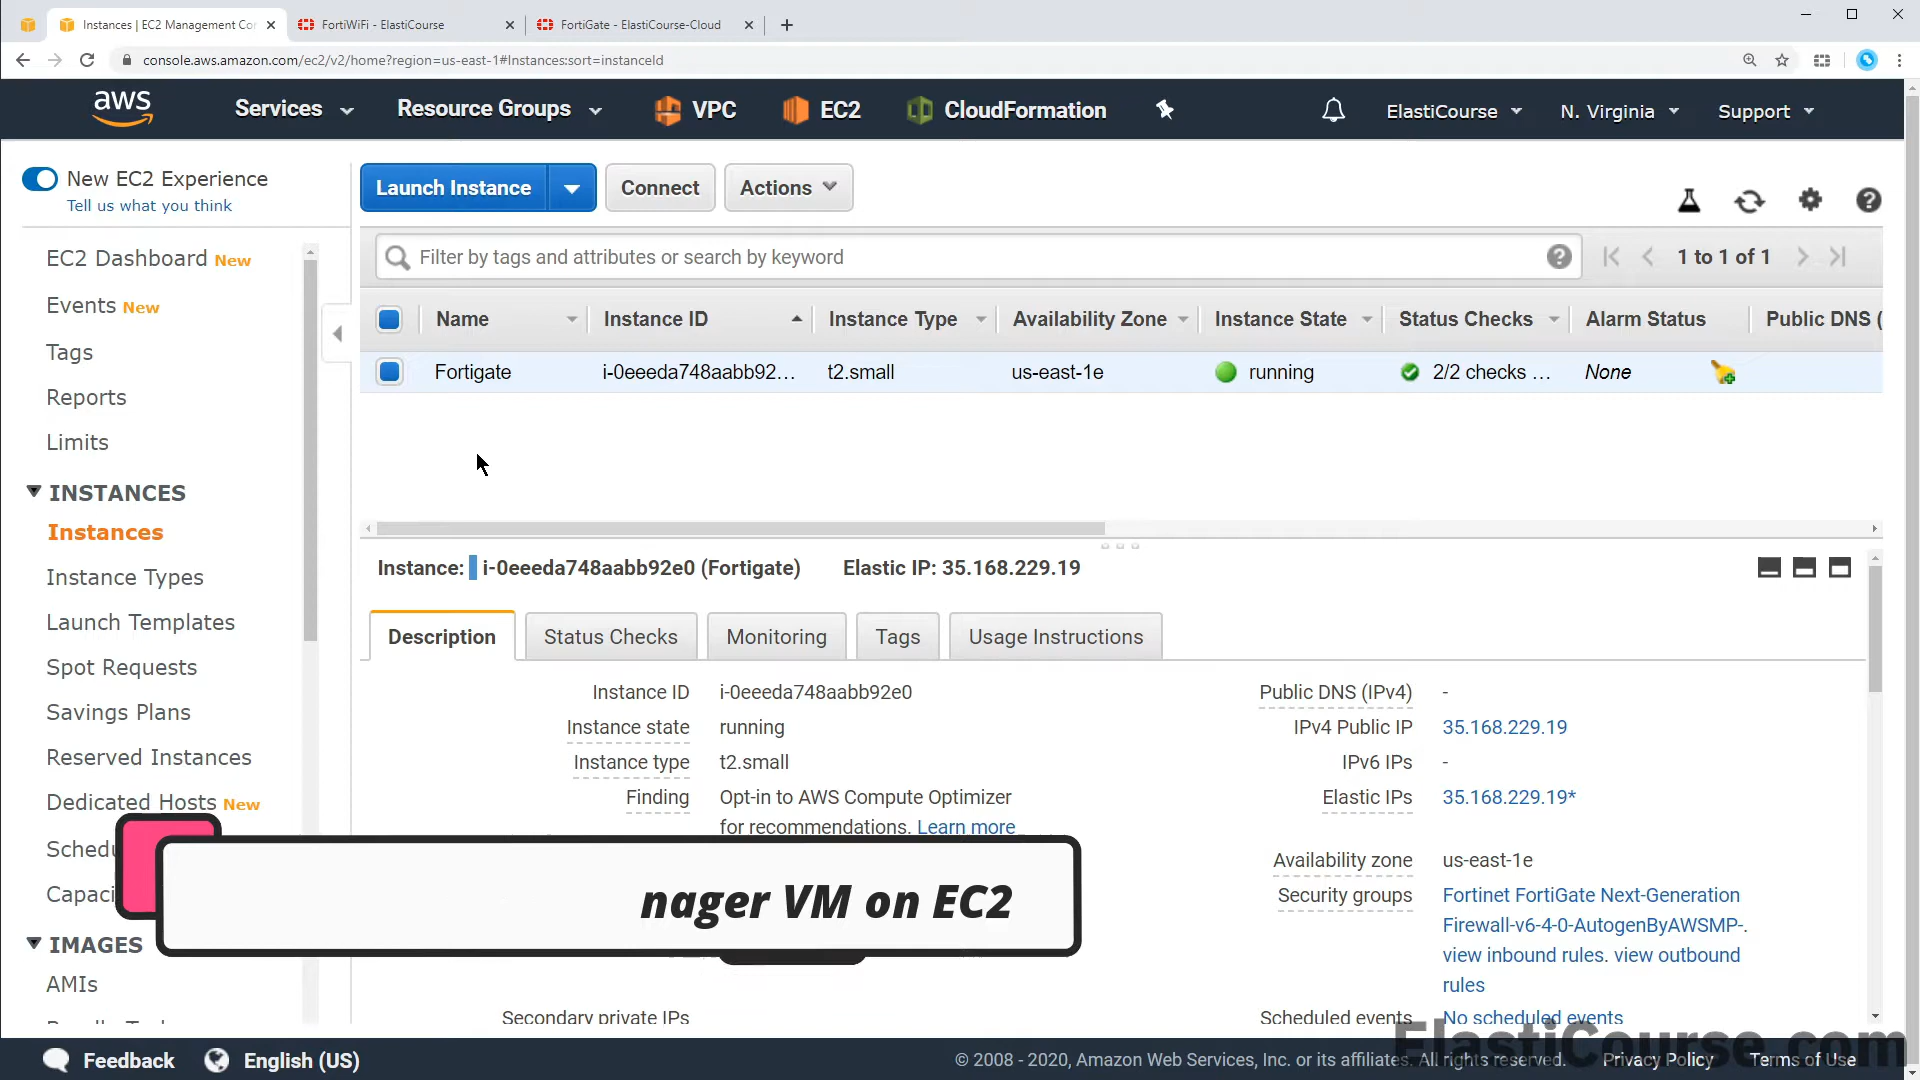 Instances | EC2 Management Con
FortiWiFi - ElastiCourse
FortiGate - ElastiCourse-Cloud
console.aws.amazon.com/ec2/v2/home?region=us-east-1#Instances:sort=instanceId
aws
Services
Resource Groups
VPC
EC2
CloudFormation
ElastiCourse
N. Virginia
Support
New EC2 Experience
Tell us what you think
EC2 Dashboard New
Events New
Tags
Reports
Limits
INSTANCES
Instances
Instance Types
Launch Templates
Spot Requests
Savings Plans
Reserved Instances
Dedicated Hosts New
Schedu
Capaci
IMAGES
AMIs
Launch Instance
Connect
Actions
Filter by tags and attributes or search by keyword
1 to 1 of 1
Name Instance ID Instance Type Availability Zone Instance State Status Checks Alarm Status Public DNS (
Fortigate i-0eeeda748aabb92... t2.small us-east-1e running 2/2 checks ... None
Instance: i-0eeeda748aabb92e0 (Fortigate) Elastic IP: 35.168.229.19
Description Status Checks Monitoring Tags Usage Instructions
Instance ID i-0eeeda748aabb92e0
Instance state running
Instance type t2.small
Finding Opt-in to AWS Compute Optimizer
for recommendations. Learn more
Secondary private IPs
Public DNS (IPv4) -
IPv4 Public IP 35.168.229.19
IPv6 IPs -
Elastic IPs 35.168.229.19*
Availability zone us-east-1e
Security groups Fortinet FortiGate Next-Generation
Firewall-v6-4-0-AutogenByAWSMP-.
view inbound rules. view outbound
rules
Scheduled events No scheduled events
nager VM on EC2
ElastiCourse.com
Feedback
English (US)
© 2008 - 2020, Amazon Web Services, Inc. or its affiliates. All rights reserved.
Privacy Policy
Terms of Use